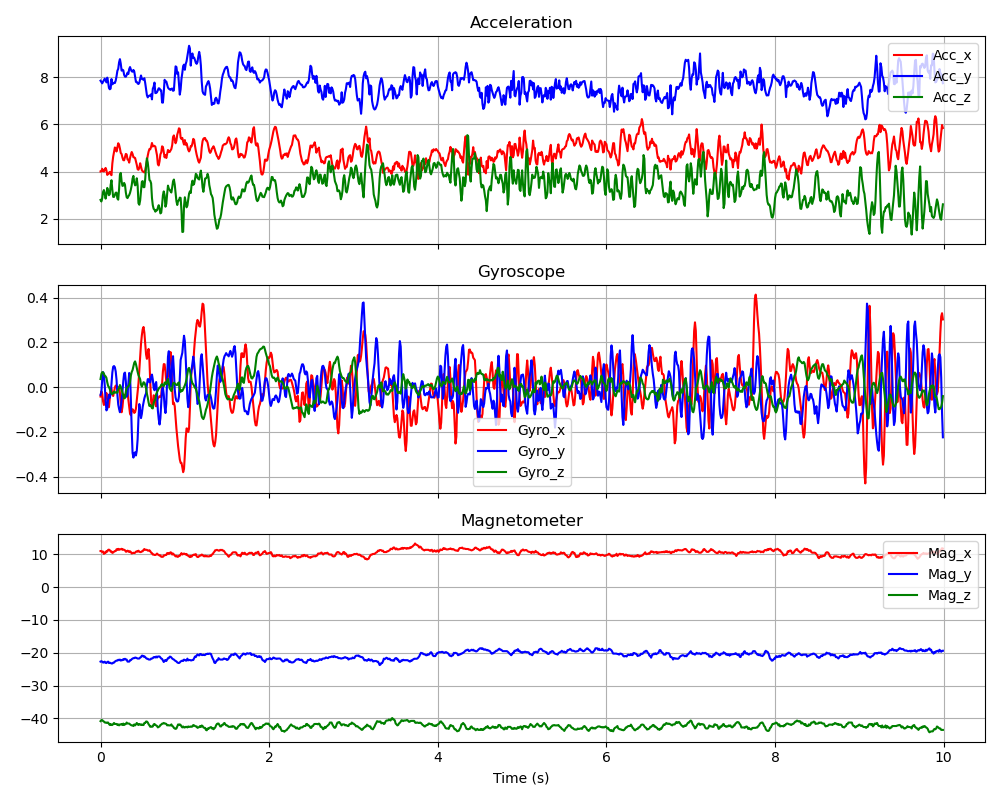 Acceleration
8
6
4
2
Acc_x
Acc_y
Acc_z
Gyroscope
0.4
0.2
0.0
−0.2
−0.4
Gyro_x
Gyro_y
Gyro_z
Magnetometer
10
0
−10
−20
−30
−40
Mag_x
Mag_y
Mag_z
0 2 4 6 8 10
Time (s)